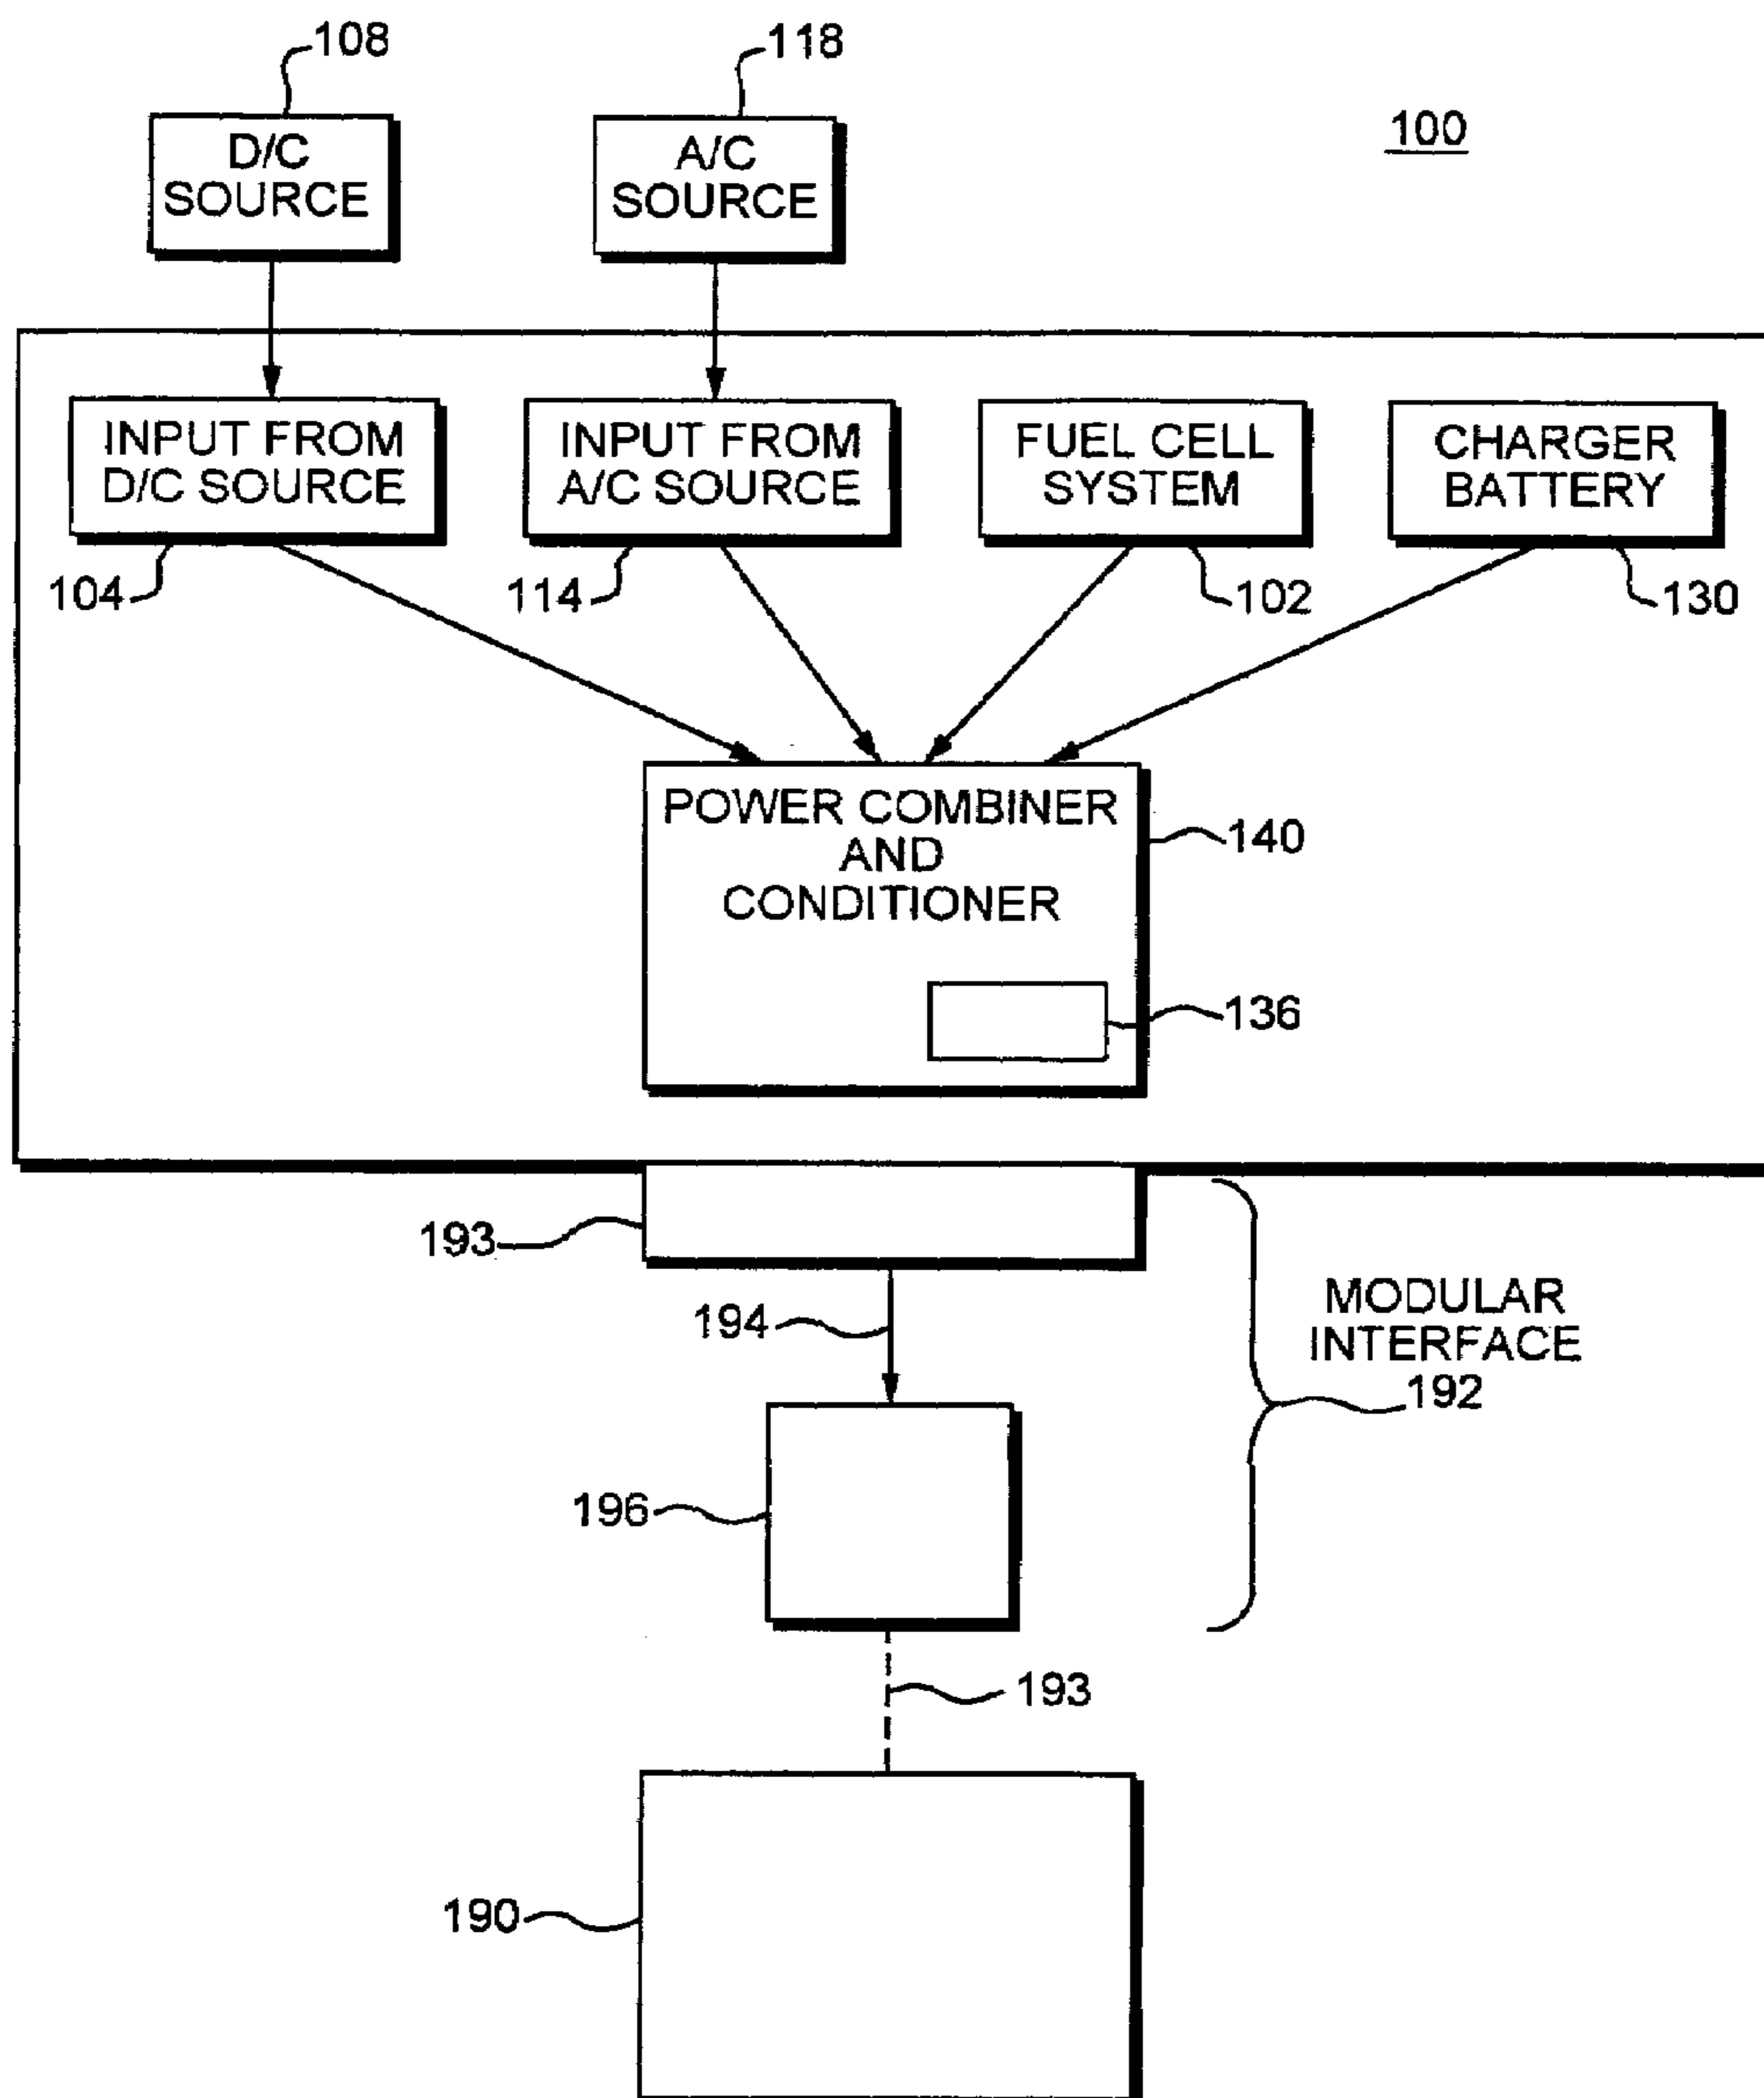 108
118
100
D/C
SOURCE
A/C
SOURCE
INPUT FROM
D/C SOURCE
INPUT FROM
A/C SOURCE
FUEL CELL
SYSTEM
CHARGER
BATTERY
104
114
102
130
POWER COMBINER
AND
CONDITIONER
140
136
193
194
MODULAR
INTERFACE
192
196
193
190